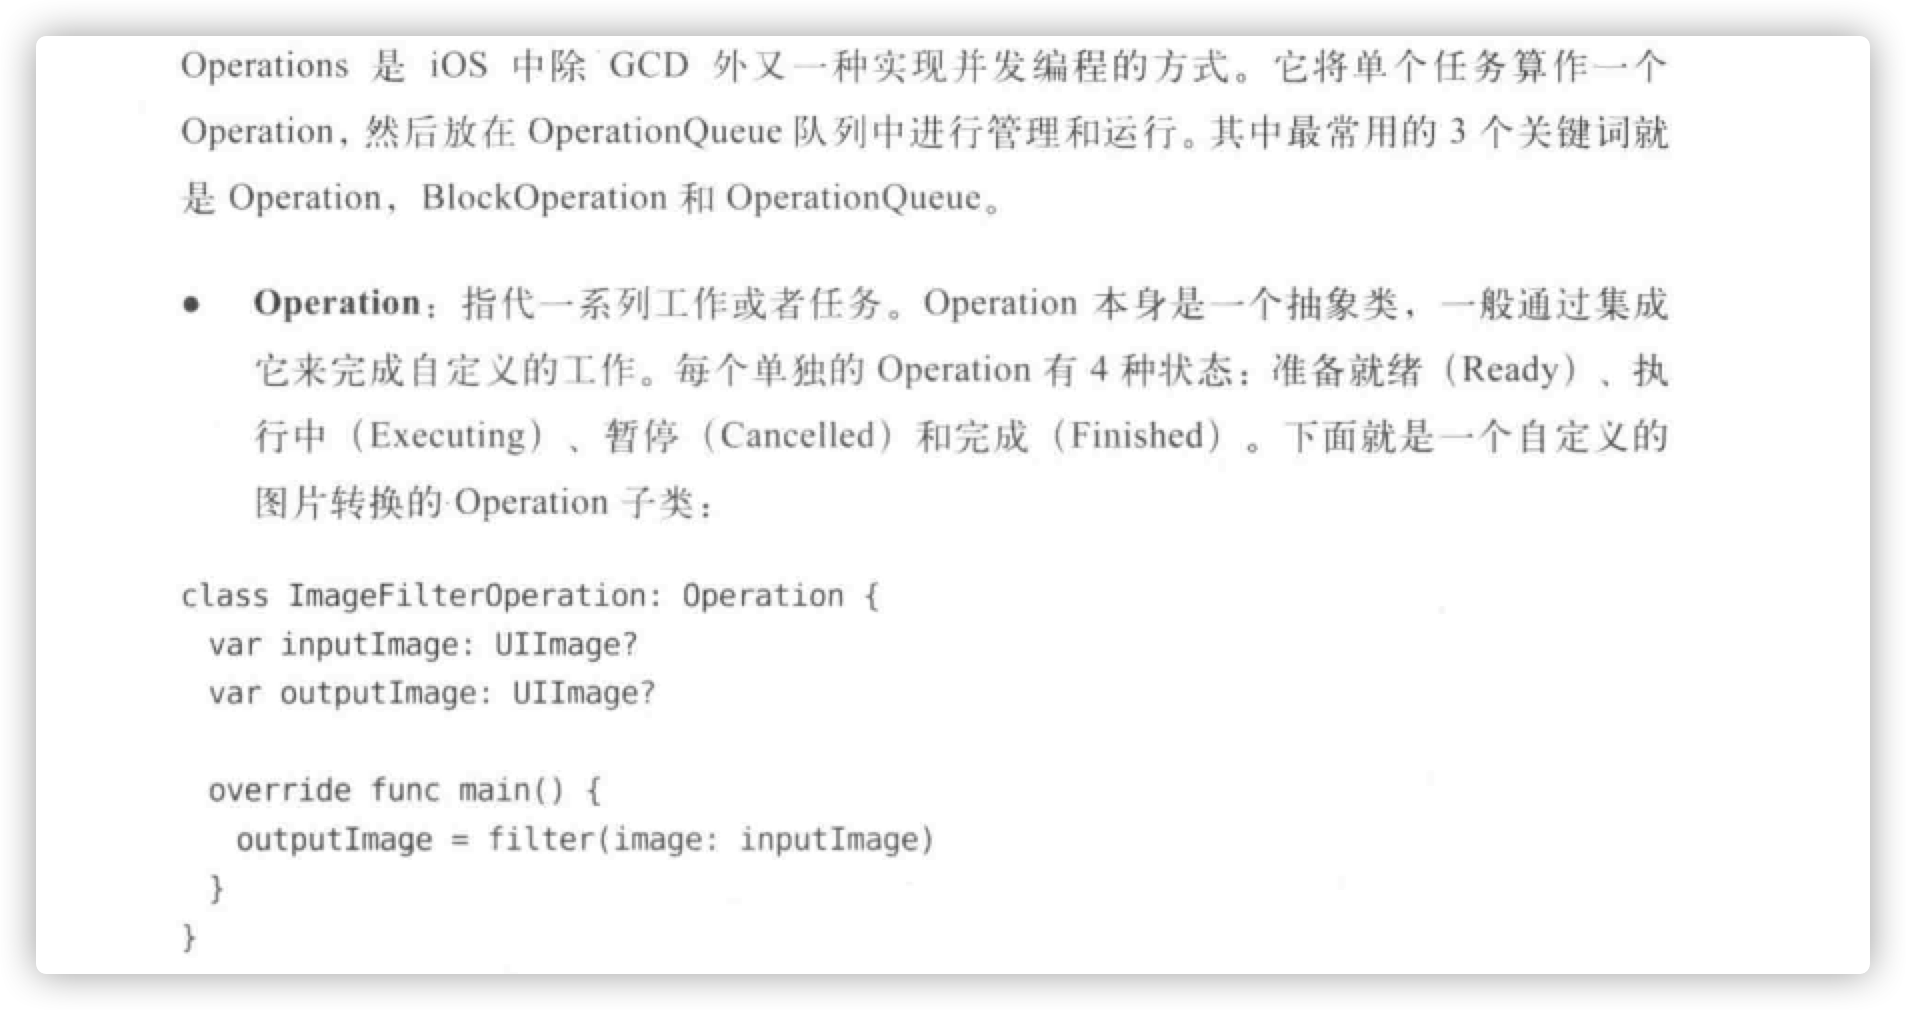 Operations 是 iOS 中除 GCD 外又一种实现并发编程的方式。它将单个任务算作一个
Operation，然后放在 OperationQueue 队列中进行管理和运行。其中最常用的 3 个关键词就
是 Operation，BlockOperation 和 OperationQueue。
● Operation：指代一系列工作或者任务。Operation 本身是一个抽象类，一般通过集成
它来完成自定义的工作。每个单独的 Operation 有 4 种状态：准备就绪（Ready）、执
行中（Executing）、暂停（Cancelled）和完成（Finished）。下面就是一个自定义的
图片转换的 Operation 子类：
class ImageFilterOperation: Operation {
  var inputImage: UIImage?
  var outputImage: UIImage?
  override func main() {
    outputImage = filter(image: inputImage)
  }
}